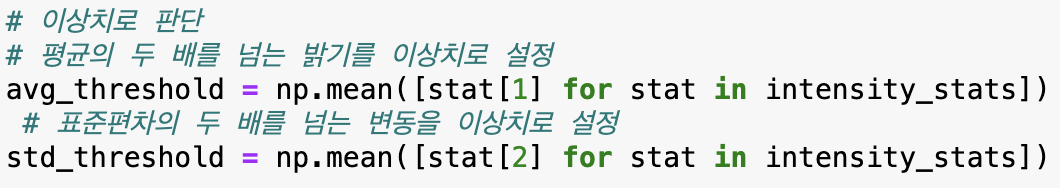 # 이상치로 판단
# 평균의 두 배를 넘는 밝기를 이상치로 설정
avg_threshold = np.mean([stat[1] for stat in intensity_stats])
# 표준편차의 두 배를 넘는 변동을 이상치로 설정
std_threshold = np.mean([stat[2] for stat in intensity_stats])